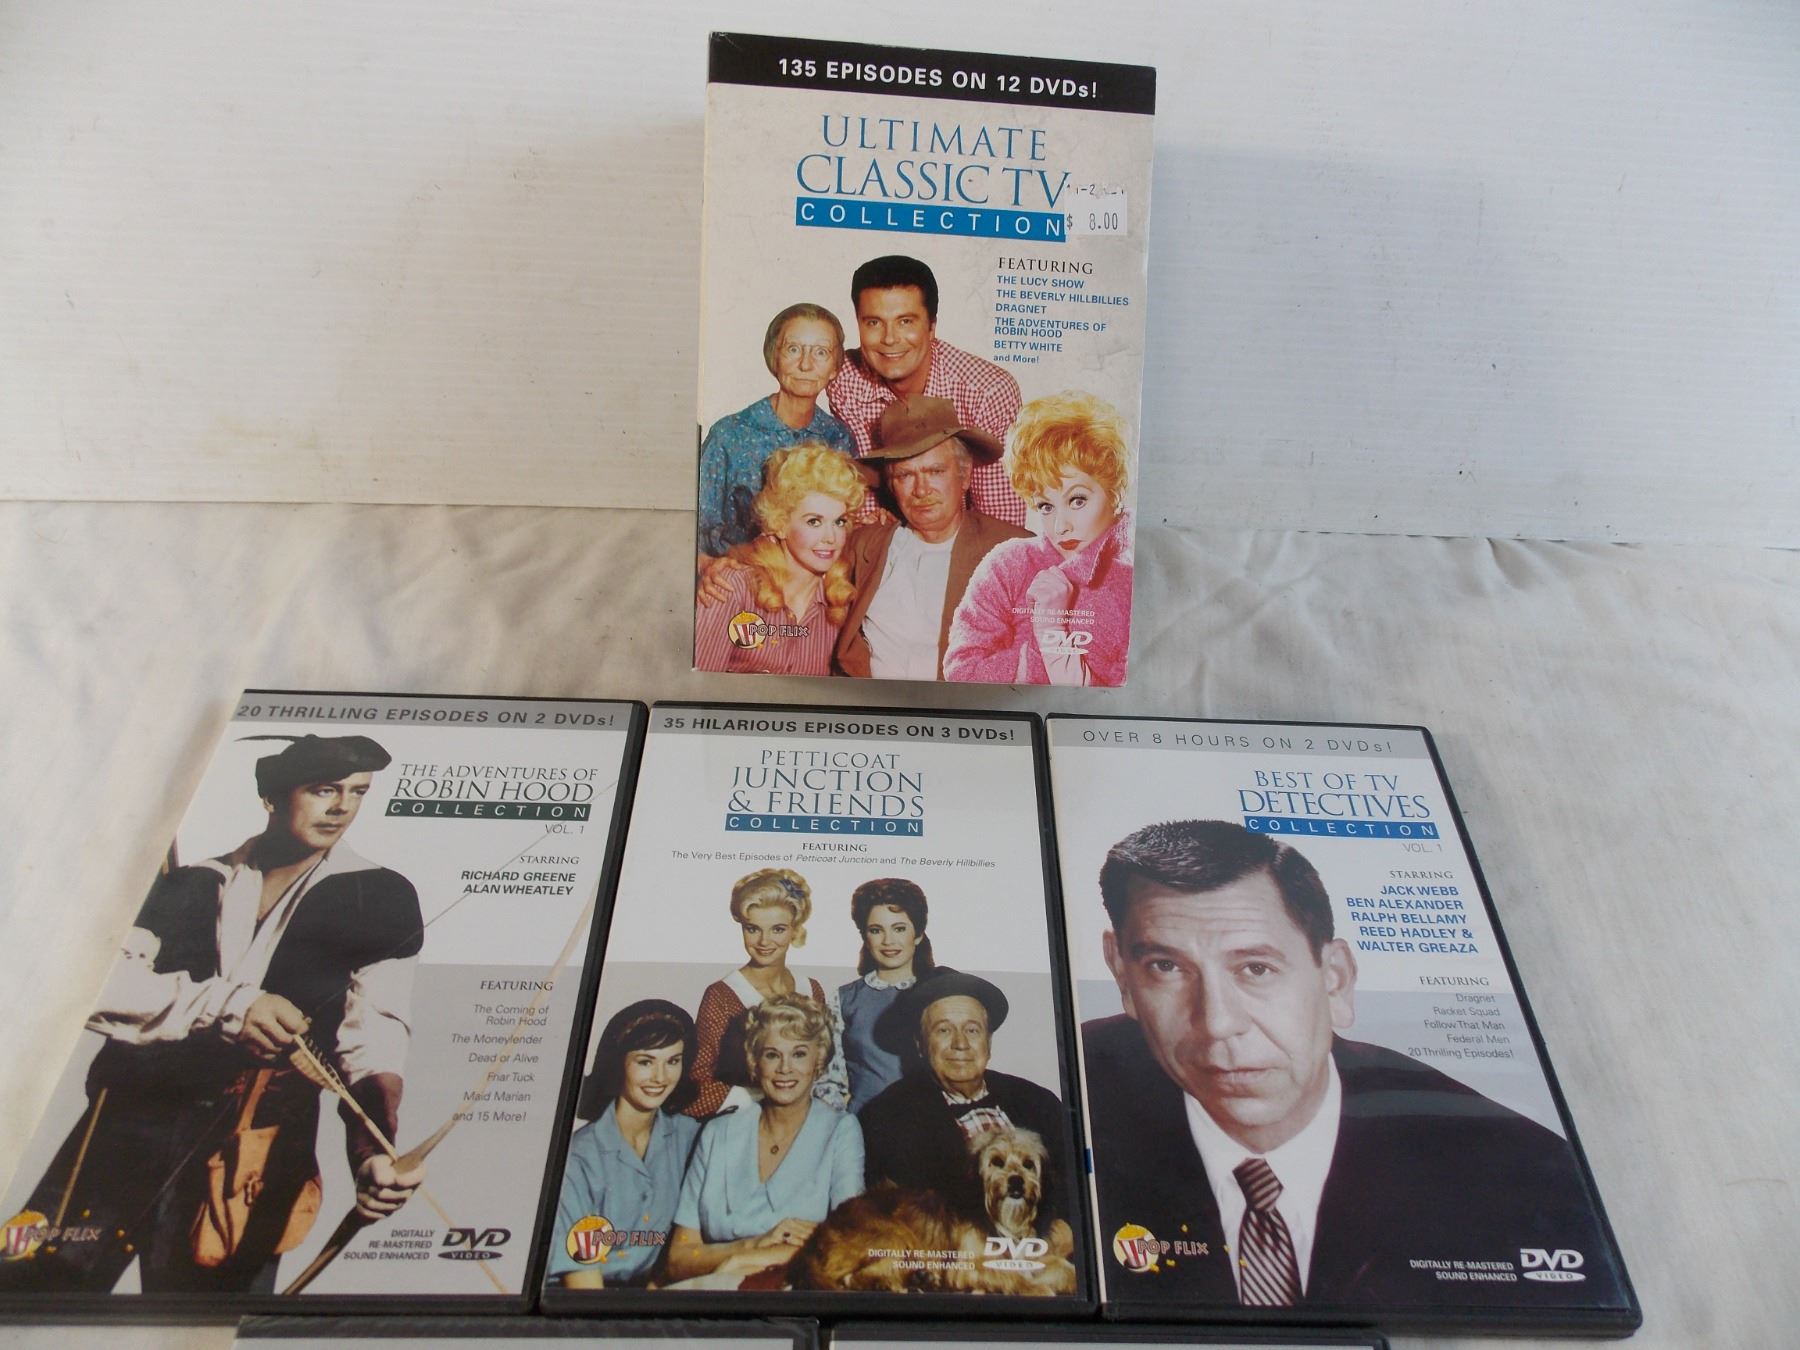 135 EPISODES ON 12 DVDs!
ULTIMATE
CLASSIC TV
COLLECTION
$ 8.00
FEATURING
THE LUCY SHOW
THE BEVERLY HILLBILLIES
DRAGNET
THE ADVENTURES OF
ROBIN HOOD
BETTY WHITE
and More!
DIGITALLY RE-MASTERED
SOUND ENHANCED
POP FLIX
DVD
VIDEO
20 THRILLING EPISODES ON 2 DVDs!
THE ADVENTURES OF
ROBIN HOOD
COLLECTION
VOL. 1
STARRING
RICHARD GREENE
ALAN WHEATLEY
FEATURING
The Coming of
Robin Hood
The Moneylender
Dead or Alive
Friar Tuck
Maid Marian
and 15 More!
POP FLIX
DIGITALLY
RE-MASTERED
SOUND ENHANCED
DVD
VIDEO
35 HILARIOUS EPISODES ON 3 DVDs!
PETTICOAT
JUNCTION
& FRIENDS
COLLECTION
FEATURING
The Very Best Episodes of Petticoat Junction and The Beverly Hillbillies
POP FLIX
DIGITALLY RE-MASTERED
SOUND ENHANCED
DVD
VIDEO
OVER 8 HOURS ON 2 DVDs!
BEST OF TV
DETECTIVES
COLLECTION
VOL. 1
STARRING
JACK WEBB
BEN ALEXANDER
RALPH BELLAMY
REED HADLEY &
WALTER GREAZA
FEATURING
Dragnet
Racket Squad
Follow That Man
Federal Men
20 Thrilling Episodes!
POP FLIX
DIGITALLY RE-MASTERED
SOUND ENHANCED
DVD
VIDEO